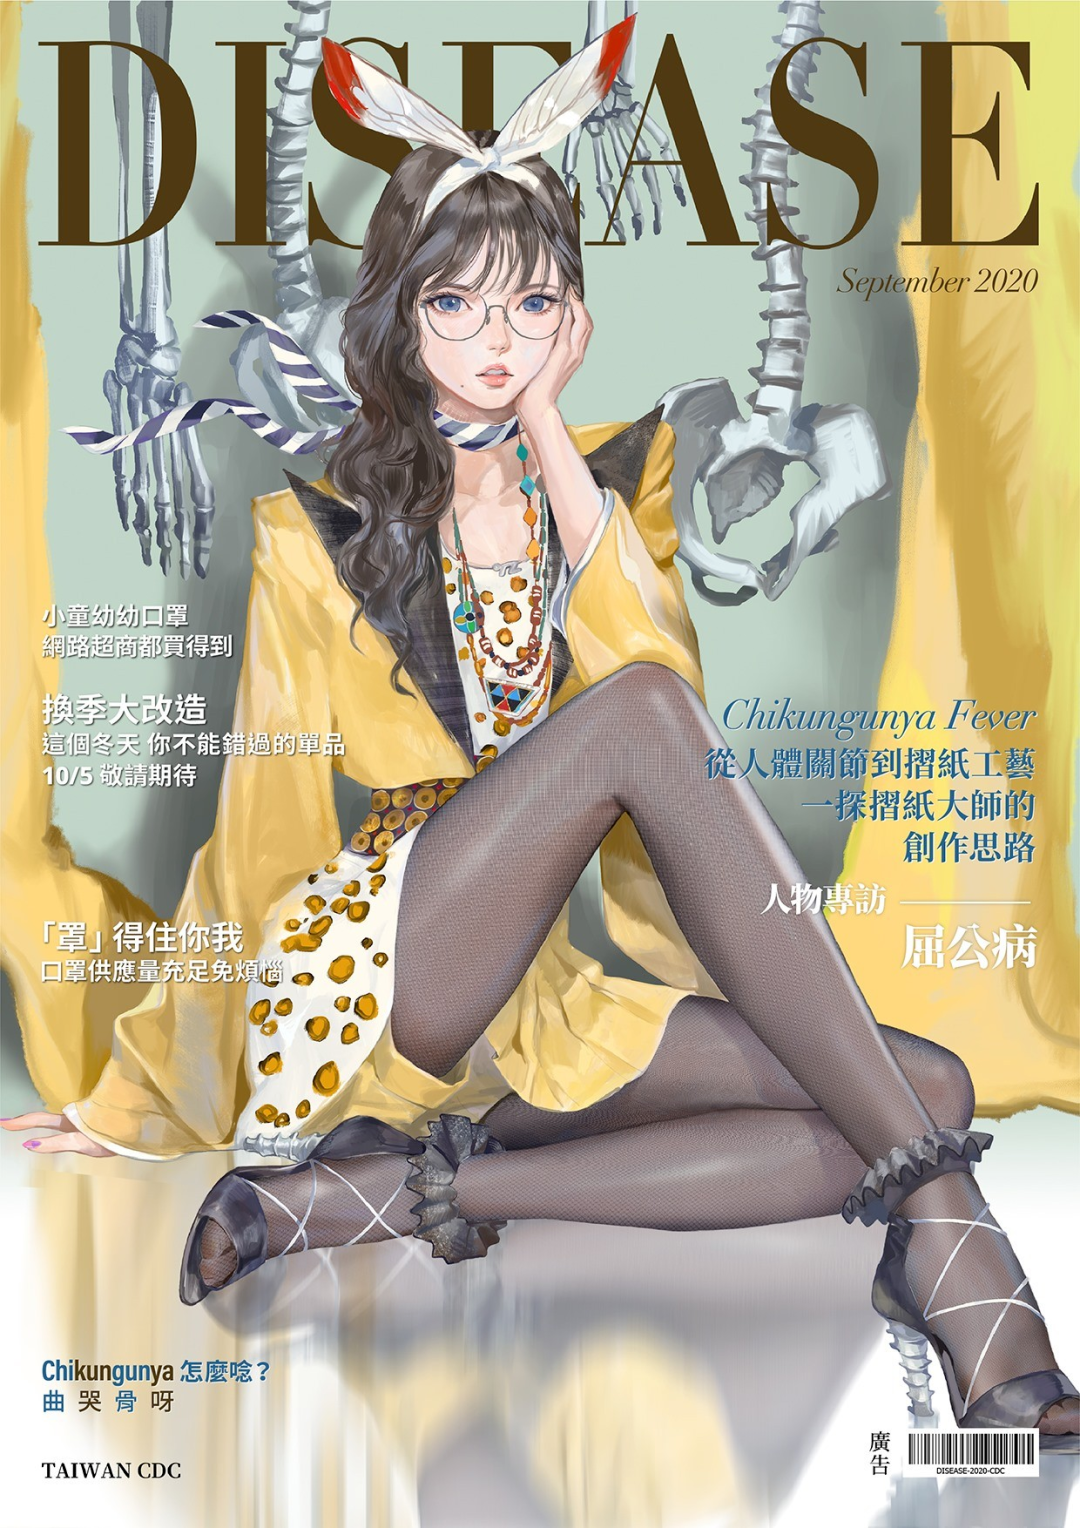 DISEASE
September 2020
小童幼幼口罩
網路超商都買得到
換季大改造
這個冬天 你不能錯過的單品
10/5 敬請期待
Chikungunya Fever
從人體關節到摺紙工藝
一探摺紙大師的
創作思路
人物專訪
屈公病
「罩」得住你我
口罩供應量充足免煩惱
Chikungunya 怎麼唸？
曲 哭 骨 呀
TAIWAN CDC
廣告
DISEASE-2020-CDC